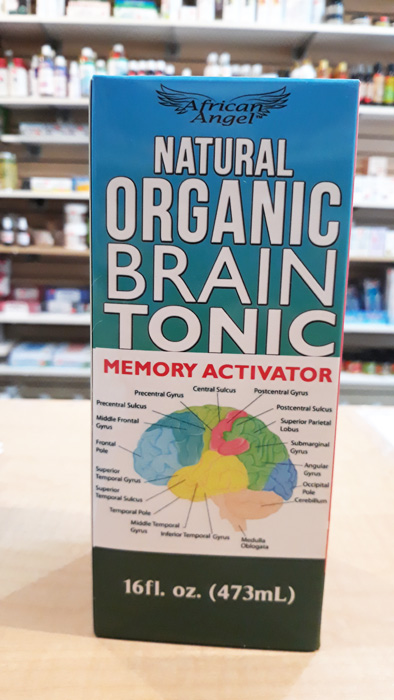 African
Angel
NATURAL
ORGANIC
BRAIN
TONIC
MEMORY ACTIVATOR
Central Sulcus
Precentral Gyrus
Postcentral Gyrus
Precentral Sulcus
Postcentral Sulcus
Middle Frontal
Gyrus
Superior Parietal
Lobus
Frontal
Pole
Submarginal
Gyrus
Angular
Gyrus
Superior
Temporal Gyrus
Occipital
Pole
Superior
Temporal Sulcus
Cerebillum
Temporal Pole
Middle Temporal
Gyrus
Inferior Temporal Gyrus
Medulla
Oblogata
16fl. oz. (473mL)